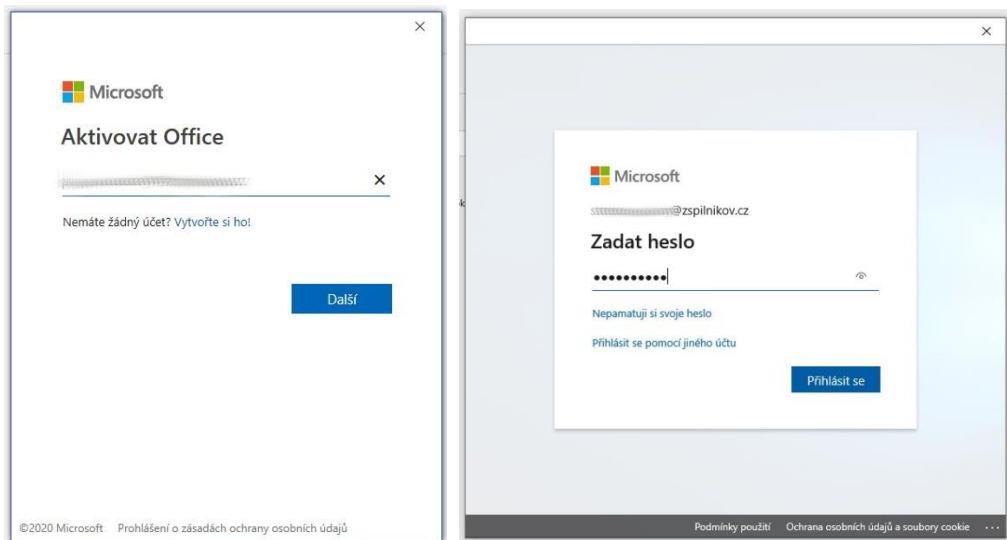 Microsoft
Aktivovat Office
Nemáte žádný účet? Vytvořte si ho!
Další
©2020 Microsoft Prohlášení o zásadách ochrany osobních údajů
Microsoft
@zspilnikov.cz
Zadat heslo
Nepamatuji si svoje heslo
Přihlásit se pomocí jiného účtu
Přihlásit se
Podmínky použití Ochrana osobních údajů a soubory cookie ...